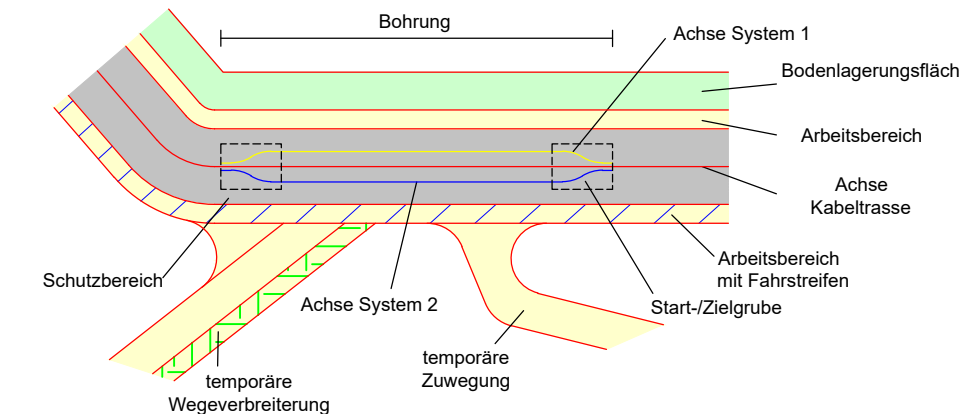 Bohrung
Achse System 1
Bodenlagerungsfläch
Arbeitsbereich
Achse
Kabeltrasse
Arbeitsbereich
mit Fahrstreifen
Schutzbereich
Achse System 2
Start-/Zielgrube
temporäre
Zuwegung
temporäre
Wegeverbreiterung